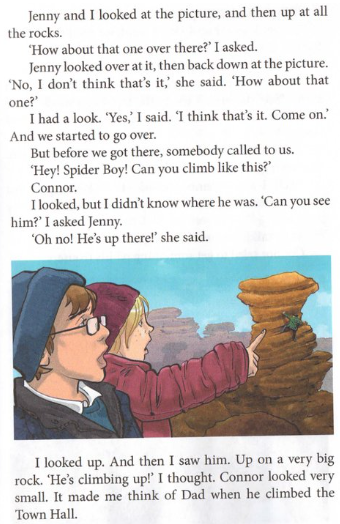 Jenny and I looked at the picture, and then up at all
the rocks.
‘How about that one over there?’ I asked.
Jenny looked over at it, then back down at the picture.
‘No, I don’t think that’s it,’ she said. ‘How about that
one?’
I had a look. ‘Yes,’ I said. ‘I think that’s it. Come on.’
And we started to go over.
But before we got there, somebody called to us.
‘Hey! Spider Boy! Can you climb like this?’
Connor.
I looked, but I didn’t know where he was. ‘Can you see
him?’ I asked Jenny.
‘Oh no! He’s up there!’ she said.
I looked up. And then I saw him. Up on a very big
rock. ‘He’s climbing up!’ I thought. Connor looked very
small. It made me think of Dad when he climbed the
Town Hall.